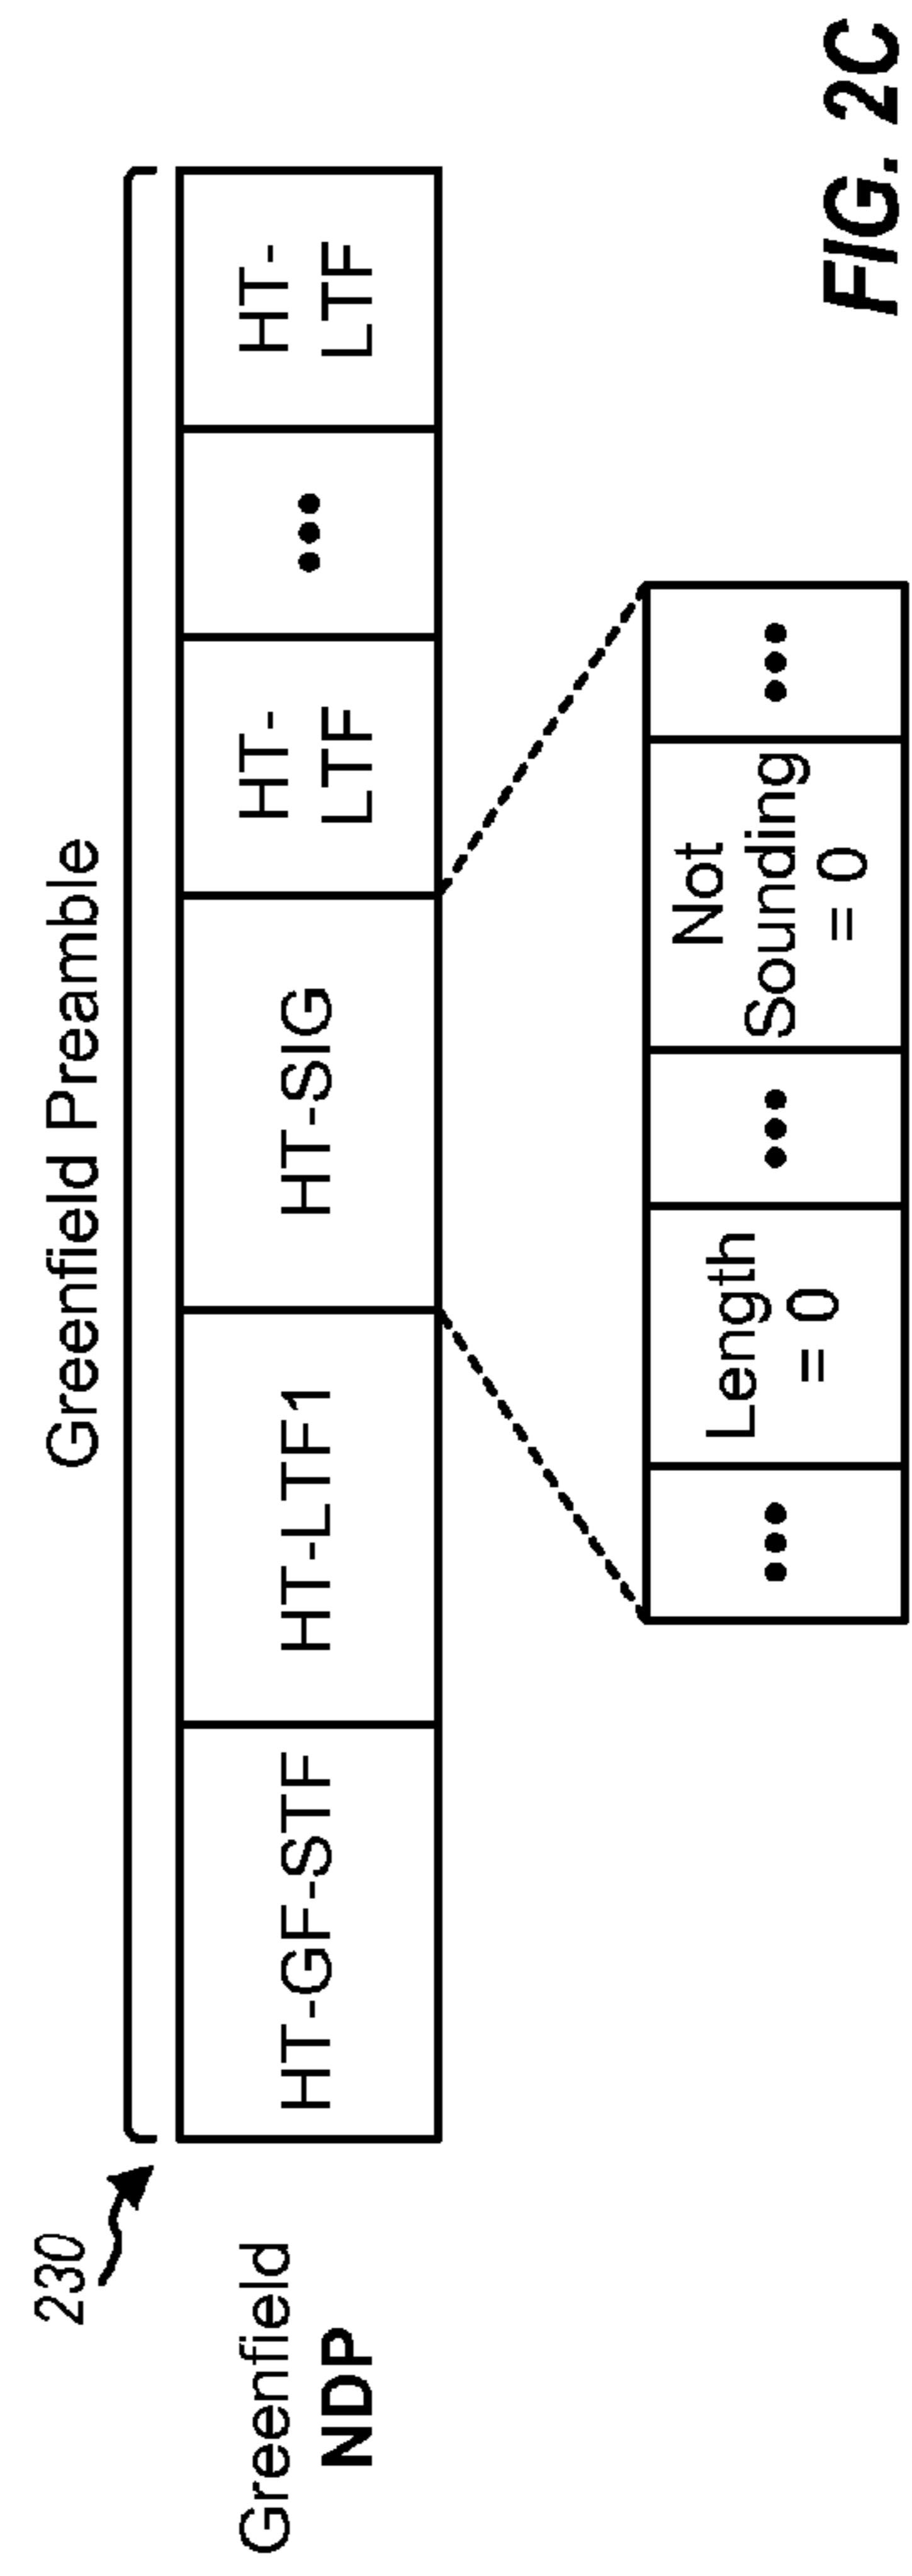 230
Greenfield Preamble
Greenfield
NDP
HT-GF-STF
HT-LTF1
HT-SIG
HT-
LTF
•••
HT-
LTF
•••
Length
= 0
•••
Not
Sounding
= 0
•••
FIG. 2C